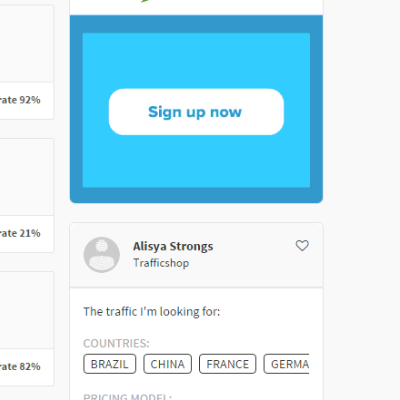 rate 92%
rate 21%
rate 82%
Sign up now
Alisya Strongs
Trafficshop
The traffic I'm looking for:
COUNTRIES:
BRAZIL CHINA FRANCE GERMA
PRICING MODEL: